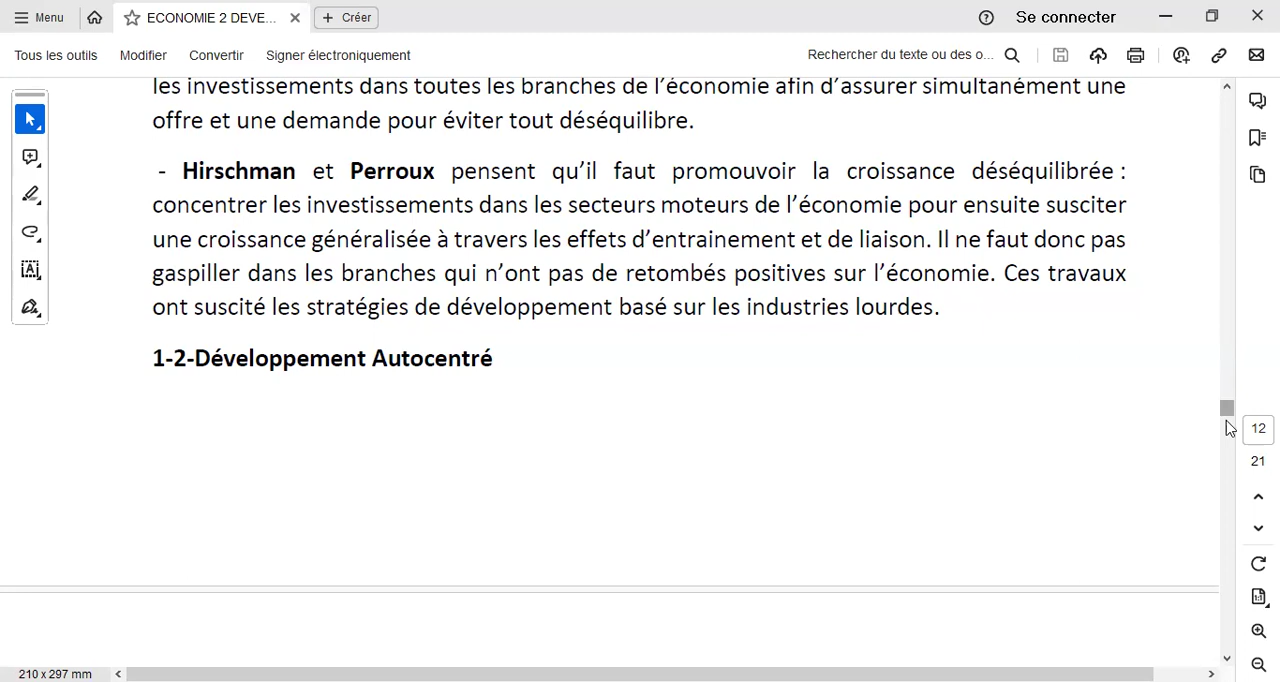 Menu
ECONOMIE 2 DEVE...
Créer
Se connecter
Tous les outils
Modifier
Convertir
Signer électroniquement
Rechercher du texte ou des o...
les investissements dans toutes les branches de l’économie afin d’assurer simultanément une
offre et une demande pour éviter tout déséquilibre.
- Hirschman et Perroux pensent qu’il faut promouvoir la croissance déséquilibrée :
concentrer les investissements dans les secteurs moteurs de l’économie pour ensuite susciter
une croissance généralisée à travers les effets d’entrainement et de liaison. Il ne faut donc pas
gaspiller dans les branches qui n’ont pas de retombés positives sur l’économie. Ces travaux
ont suscité les stratégies de développement basé sur les industries lourdes.
1-2-Développement Autocentré
12
21
210 x 297 mm